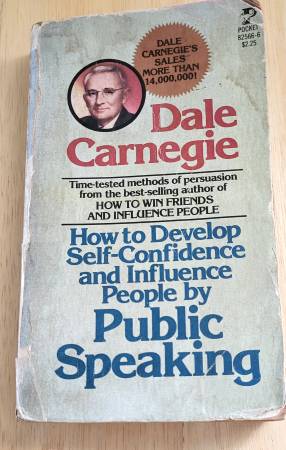 POCKET
82566-6
$2.25
DALE
CARNEGIE'S
SALES
MORE THAN
14,000,000!
Dale
Carnegie
Time-tested methods of persuasion
from the best-selling author of
HOW TO WIN FRIENDS
AND INFLUENCE PEOPLE
How to Develop
Self-Confidence
and Influence
People by
Public
Speaking